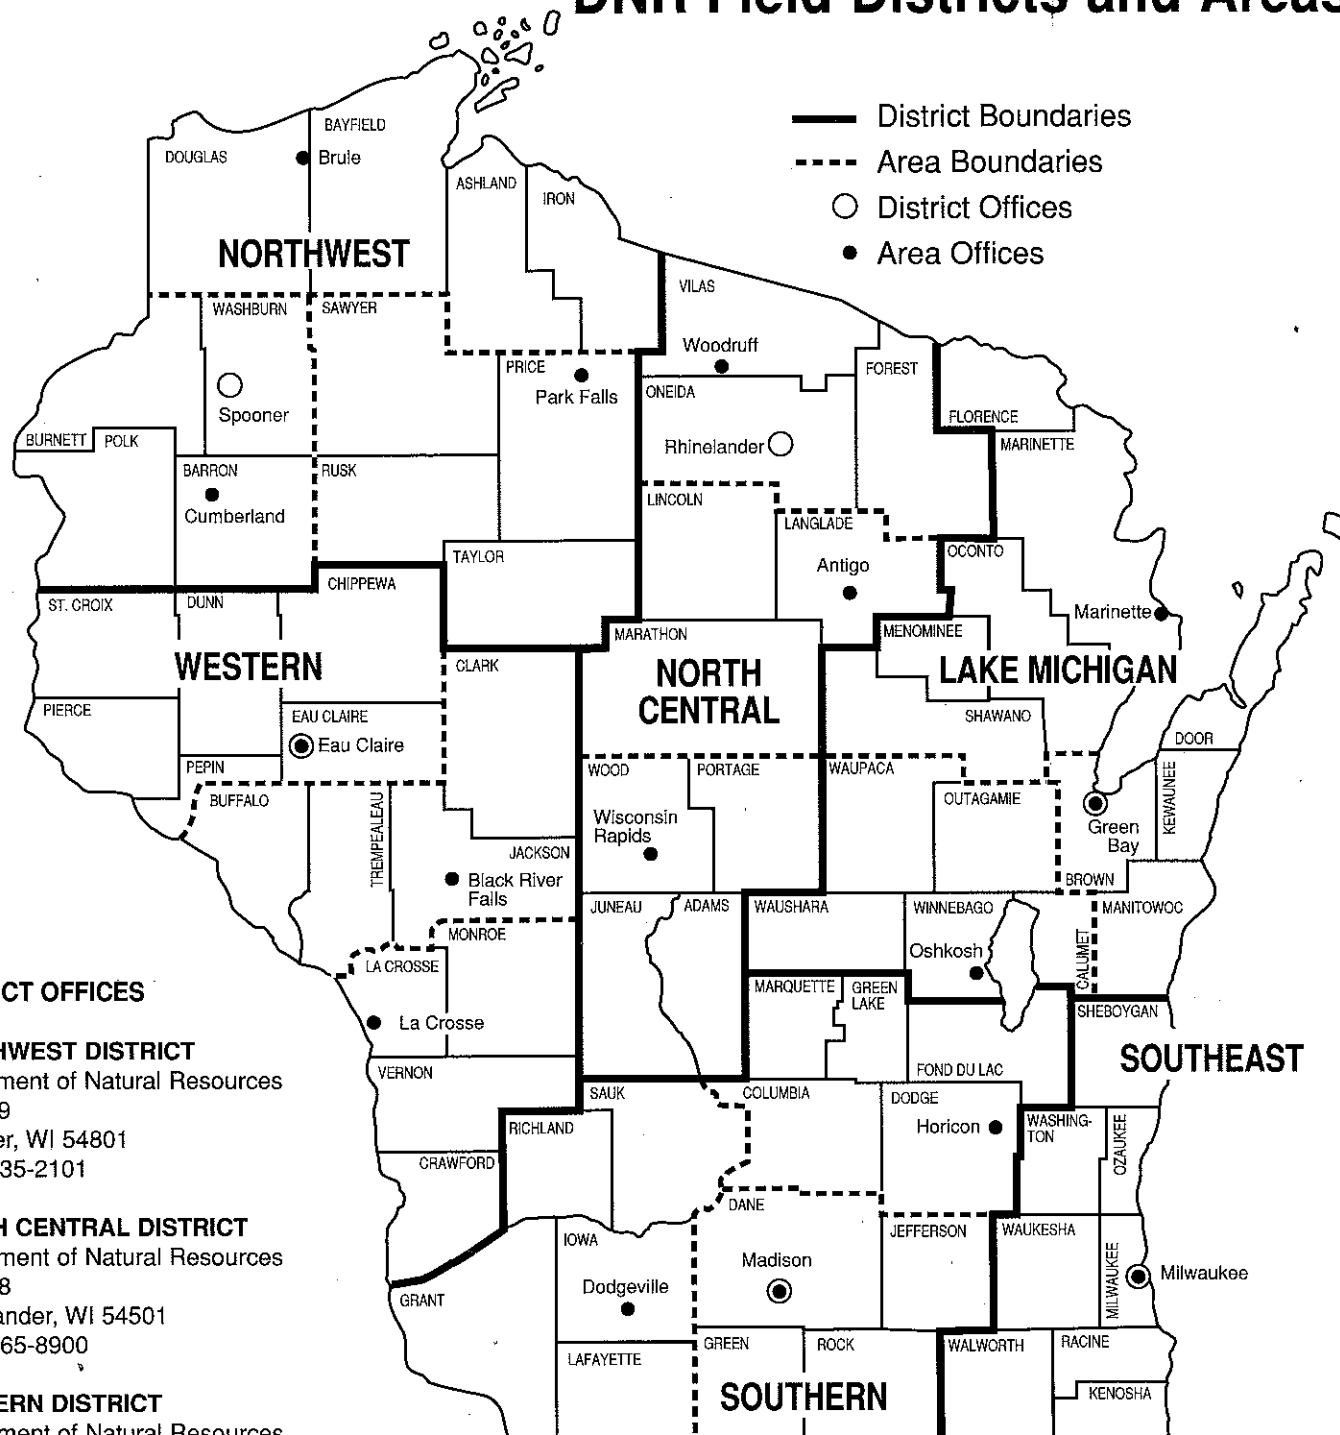 DNR Field Districts and Areas
District Boundaries
Area Boundaries
District Offices
Area Offices
BAYFIELD
DOUGLAS
Brule
ASHLAND
IRON
NORTHWEST
VILAS
WASHBURN
SAWYER
Woodruff
PRICE
FOREST
Park Falls
ONEIDA
Spooner
FLORENCE
BURNETT
POLK
MARINETTE
Rhinelander
BARRON
RUSK
LINCOLN
Cumberland
LANGLADE
TAYLOR
OCONTO
Antigo
CHIPPEWA
ST. CROIX
DUNN
Marinette
MARATHON
MENOMINEE
WESTERN
CLARK
NORTH
CENTRAL
LAKE MICHIGAN
PIERCE
EAU CLAIRE
SHAWANO
Eau Claire
DOOR
PEPIN
WOOD
PORTAGE
WAUPACA
KEWAUNEE
BUFFALO
OUTAGAMIE
TREMPEALEAU
Wisconsin
Rapids
Green
Bay
JACKSON
Black River
Falls
BROWN
JUNEAU
ADAMS
WAUSHARA
WINNEBAGO
MANITOWOC
MONROE
Oshkosh
CALUMET
LA CROSSE
MARQUETTE
GREEN
LAKE
CT OFFICES
SHEBOYGAN
La Crosse
HWEST DISTRICT
SOUTHEAST
VERNON
FOND DU LAC
ment of Natural Resources
SAUK
COLUMBIA
DODGE
9
Horicon
RICHLAND
WASHING-
TON
OZAUKEE
er, WI 54801
CRAWFORD
35-2101
DANE
H CENTRAL DISTRICT
JEFFERSON
WAUKESHA
IOWA
ment of Natural Resources
Madison
MILWAUKEE
Milwaukee
8
Dodgeville
GRANT
ander, WI 54501
65-8900
GREEN
ROCK
WALWORTH
RACINE
LAFAYETTE
KENOSHA
ERN DISTRICT
SOUTHERN
ment of Natural Resources